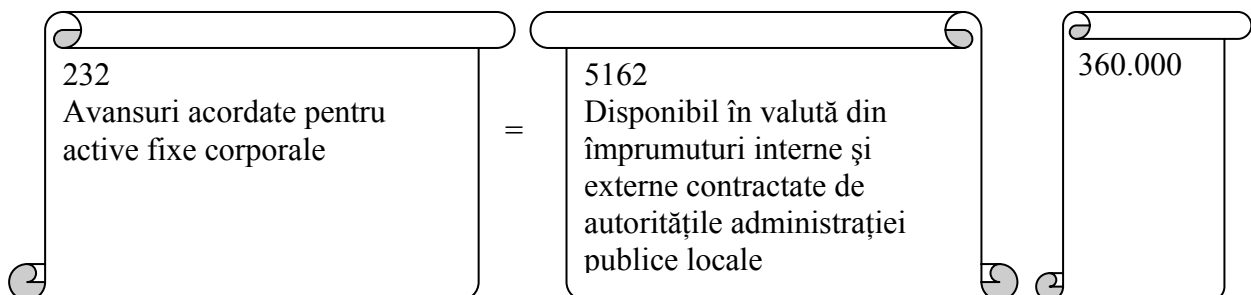 232
Avansuri acordate pentru
active fixe corporale
=
5162
Disponibil în valută din
împrumuturi interne şi
externe contractate de
autorităţile administraţiei
publice locale
360.000